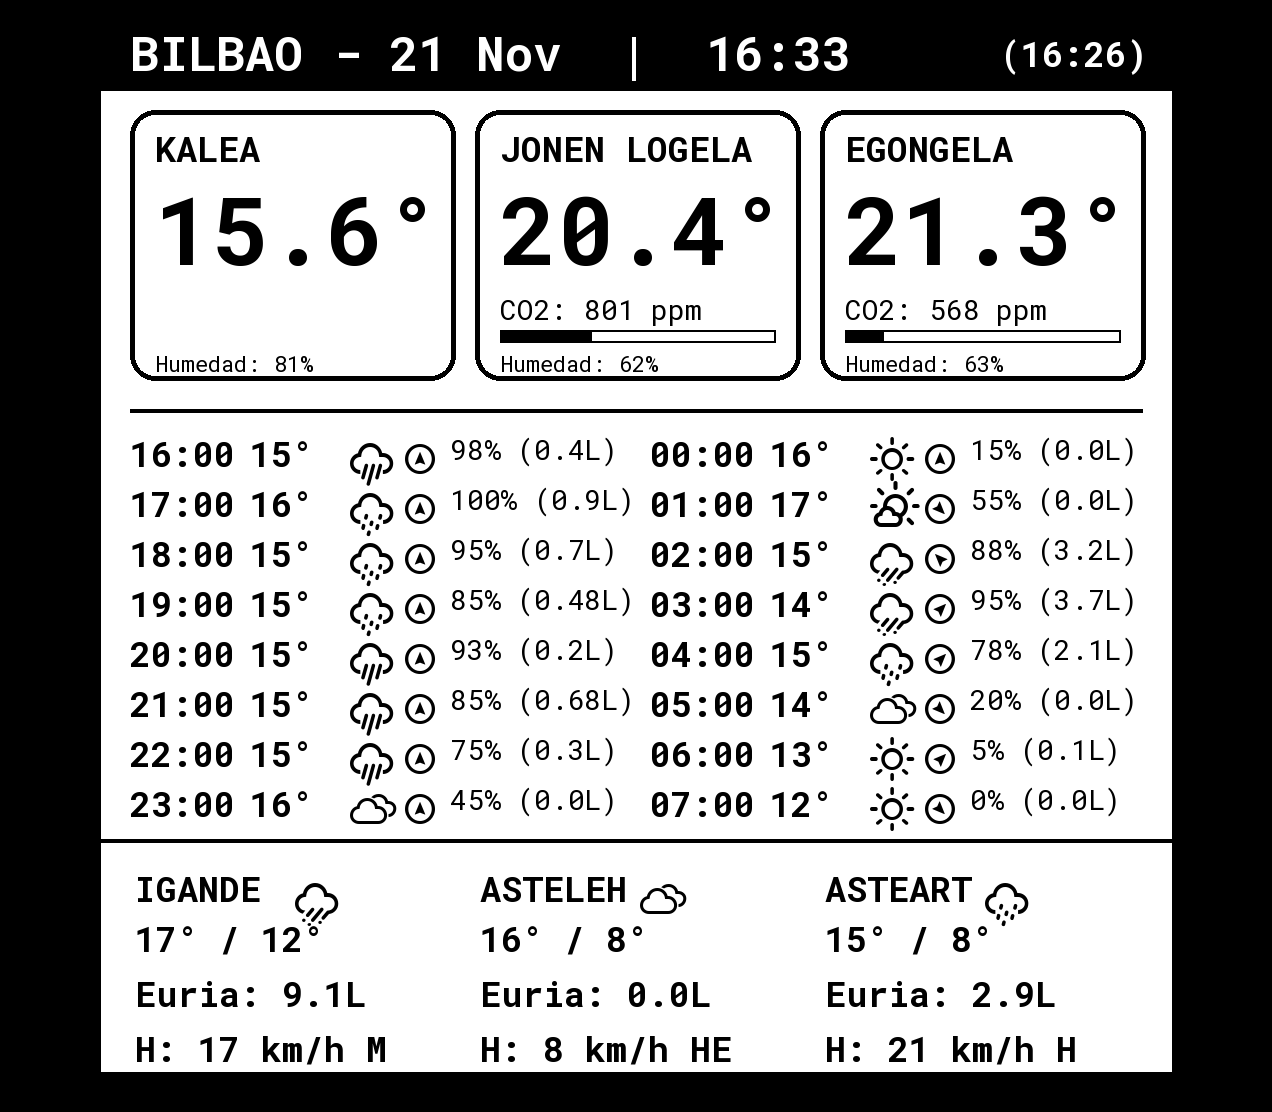 BILBAO - 21 Nov | 16:33 (16:26)
KALEA
15.6°
Humedad: 81%
JONEN LOGELA
20.4°
CO2: 801 ppm
Humedad: 62%
EGONGELA
21.3°
CO2: 568 ppm
Humedad: 63%
16:00 15° 98% (0.4L)
17:00 16° 100% (0.9L)
18:00 15° 95% (0.7L)
19:00 15° 85% (0.48L)
20:00 15° 93% (0.2L)
21:00 15° 85% (0.68L)
22:00 15° 75% (0.3L)
23:00 16° 45% (0.0L)
00:00 16° 15% (0.0L)
01:00 17° 55% (0.0L)
02:00 15° 88% (3.2L)
03:00 14° 95% (3.7L)
04:00 15° 78% (2.1L)
05:00 14° 20% (0.0L)
06:00 13° 5% (0.1L)
07:00 12° 0% (0.0L)
IGANDE
17° / 12°
Euria: 9.1L
H: 17 km/h M
ASTELEH
16° / 8°
Euria: 0.0L
H: 8 km/h HE
ASTEART
15° / 8°
Euria: 2.9L
H: 21 km/h H